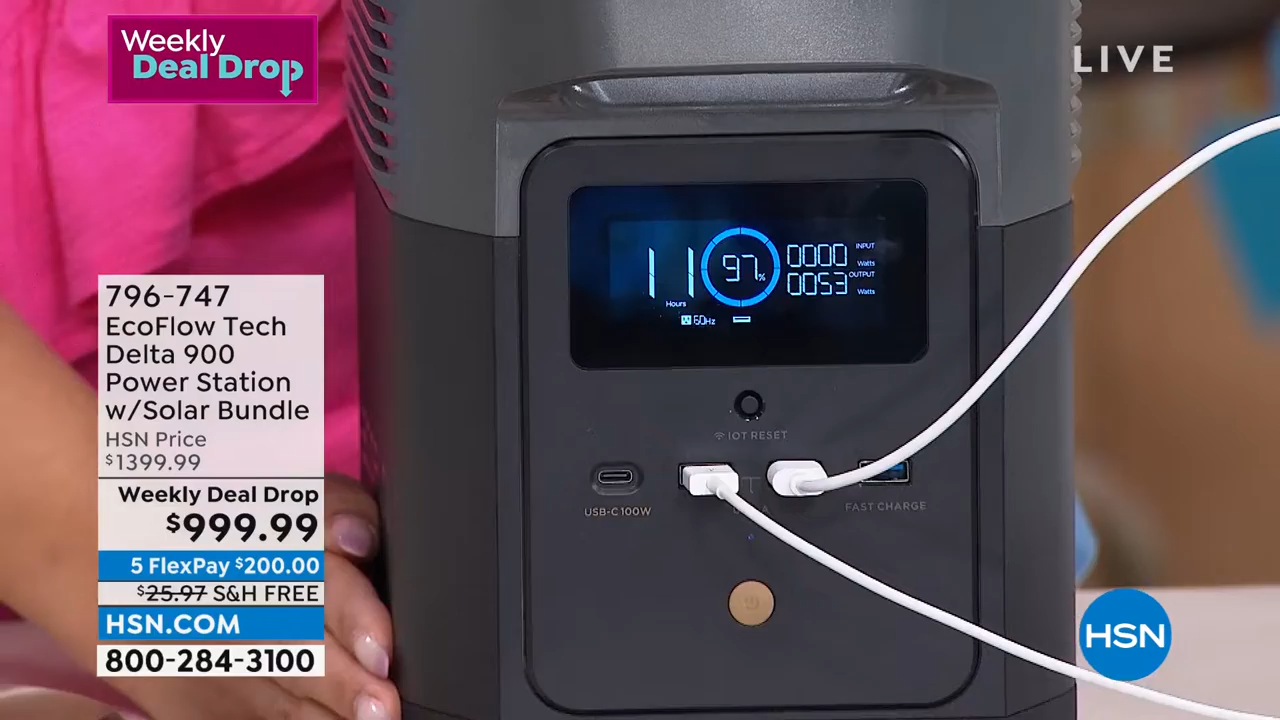 Weekly
Deal Drop
LIVE
796-747
EcoFlow Tech
Delta 900
Power Station
w/Solar Bundle
HSN Price
$1399.99
Weekly Deal Drop
$999.99
5 FlexPay $200.00
$25.97 S&H FREE
HSN.COM
800-284-3100
11
Hours
97%
0000
INPUT
Watts
0053
OUTPUT
Watts
60Hz
IOT RESET
USB-C 100W
FAST CHARGE
HSN